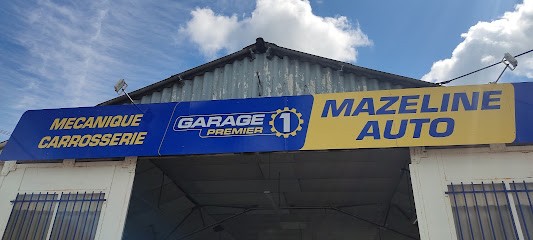 MECANIQUE
CARROSSERIE
GARAGE
PREMIER
1
MAZELINE
AUTO